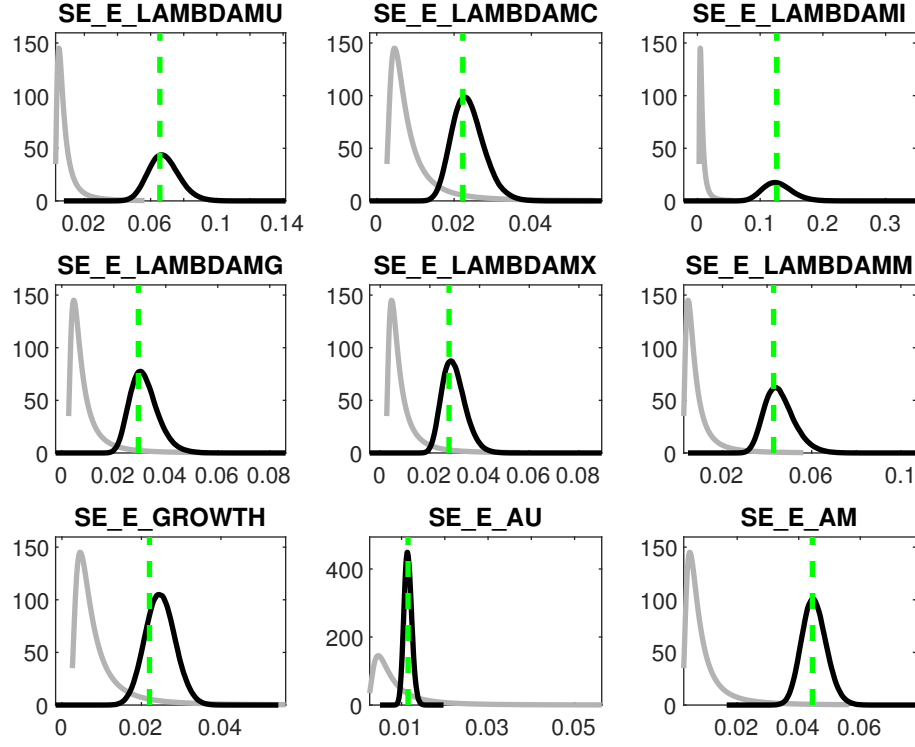 SE_E_LAMBDAMU SE_E_LAMBDAMC SE_E_LAMBDAMI
150 150 150
100 100 100
50 50 50
0 0 0
0.02 0.06 0.1 0.14 0 0.02 0.04 0 0.1 0.2 0.3
SE_E_LAMBDAMG SE_E_LAMBDAMX SE_E_LAMBDAMM
150 150 150
100 100 100
50 50 50
0 0 0
0 0.02 0.04 0.06 0.08 0 0.02 0.04 0.06 0.08 0.02 0.06 0.1
SE_E_GROWTH SE_E_AU SE_E_AM
150 400 150
100 200 100
50 50
0 0 0
0 0.02 0.04 0.01 0.03 0.05 0.02 0.04 0.06